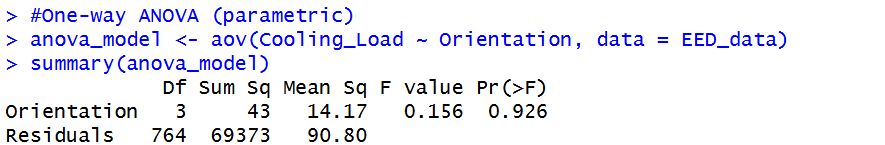 > #One-way ANOVA (parametric)
> anova_model <- aov(Cooling_Load ~ Orientation, data = EED_data)
> summary(anova_model)
             Df Sum Sq Mean Sq F value Pr(>F)
Orientation   3     43   14.17   0.156  0.926
Residuals   764  69373   90.80